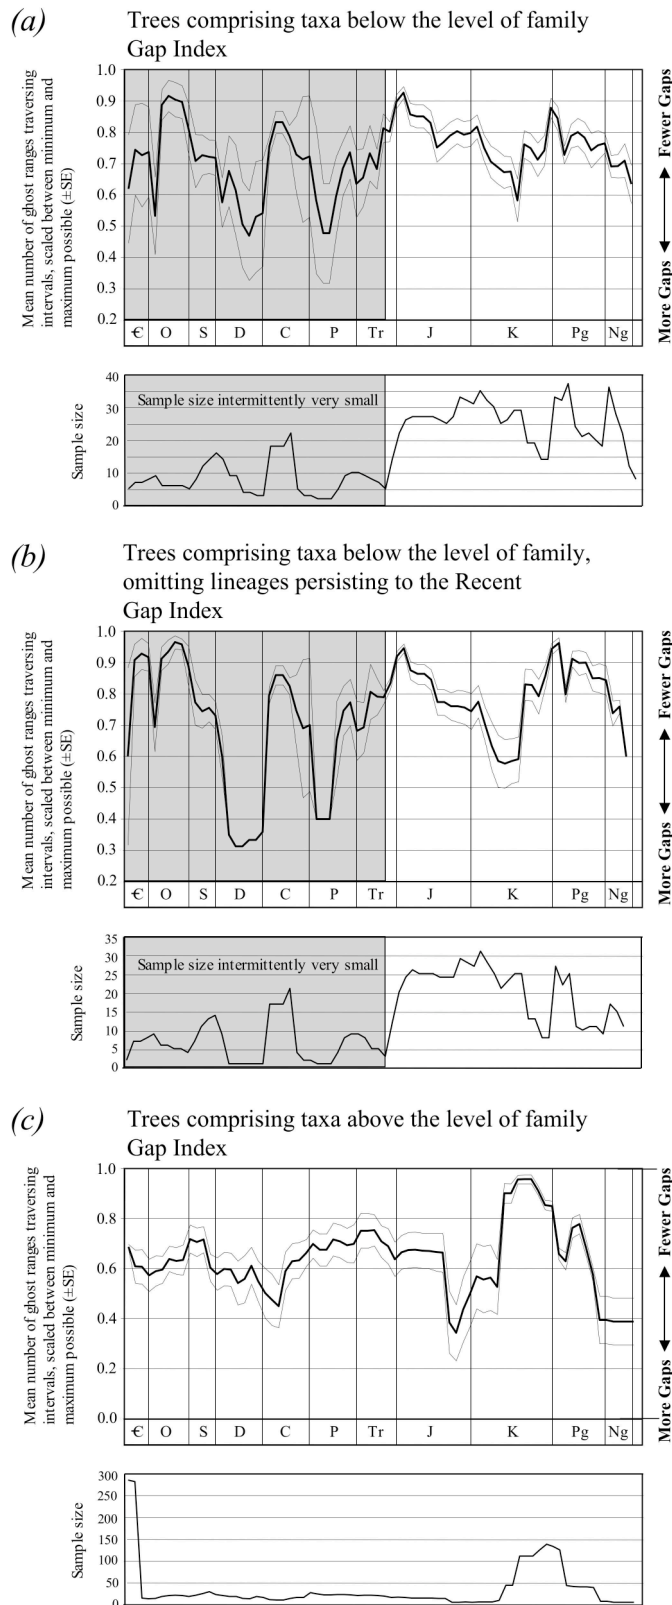 (a)
Trees comprising taxa below the level of family
Gap Index
Mean number of ghost ranges traversing
intervals, scaled between minimum and
maximum possible (±SE)
1.0
0.9
0.8
0.7
0.6
0.5
0.4
0.3
0.2
Є O S D C P Tr J K Pg Ng
More Gaps Fewer Gaps
Sample size
40
30
20
10
0
Sample size intermittently very small
(b)
Trees comprising taxa below the level of family,
omitting lineages persisting to the Recent
Gap Index
Mean number of ghost ranges traversing
intervals, scaled between minimum and
maximum possible (±SE)
1.0
0.9
0.8
0.7
0.6
0.5
0.4
0.3
0.2
Є O S D C P Tr J K Pg Ng
More Gaps Fewer Gaps
Sample size
35
30
25
20
15
10
5
0
Sample size intermittently very small
(c)
Trees comprising taxa above the level of family
Gap Index
Mean number of ghost ranges traversing
intervals, scaled between minimum and
maximum possible (±SE)
1.0
0.8
0.6
0.4
0.2
0.0
Є O S D C P Tr J K Pg Ng
More Gaps Fewer Gaps
Sample size
300
250
200
150
100
50
0